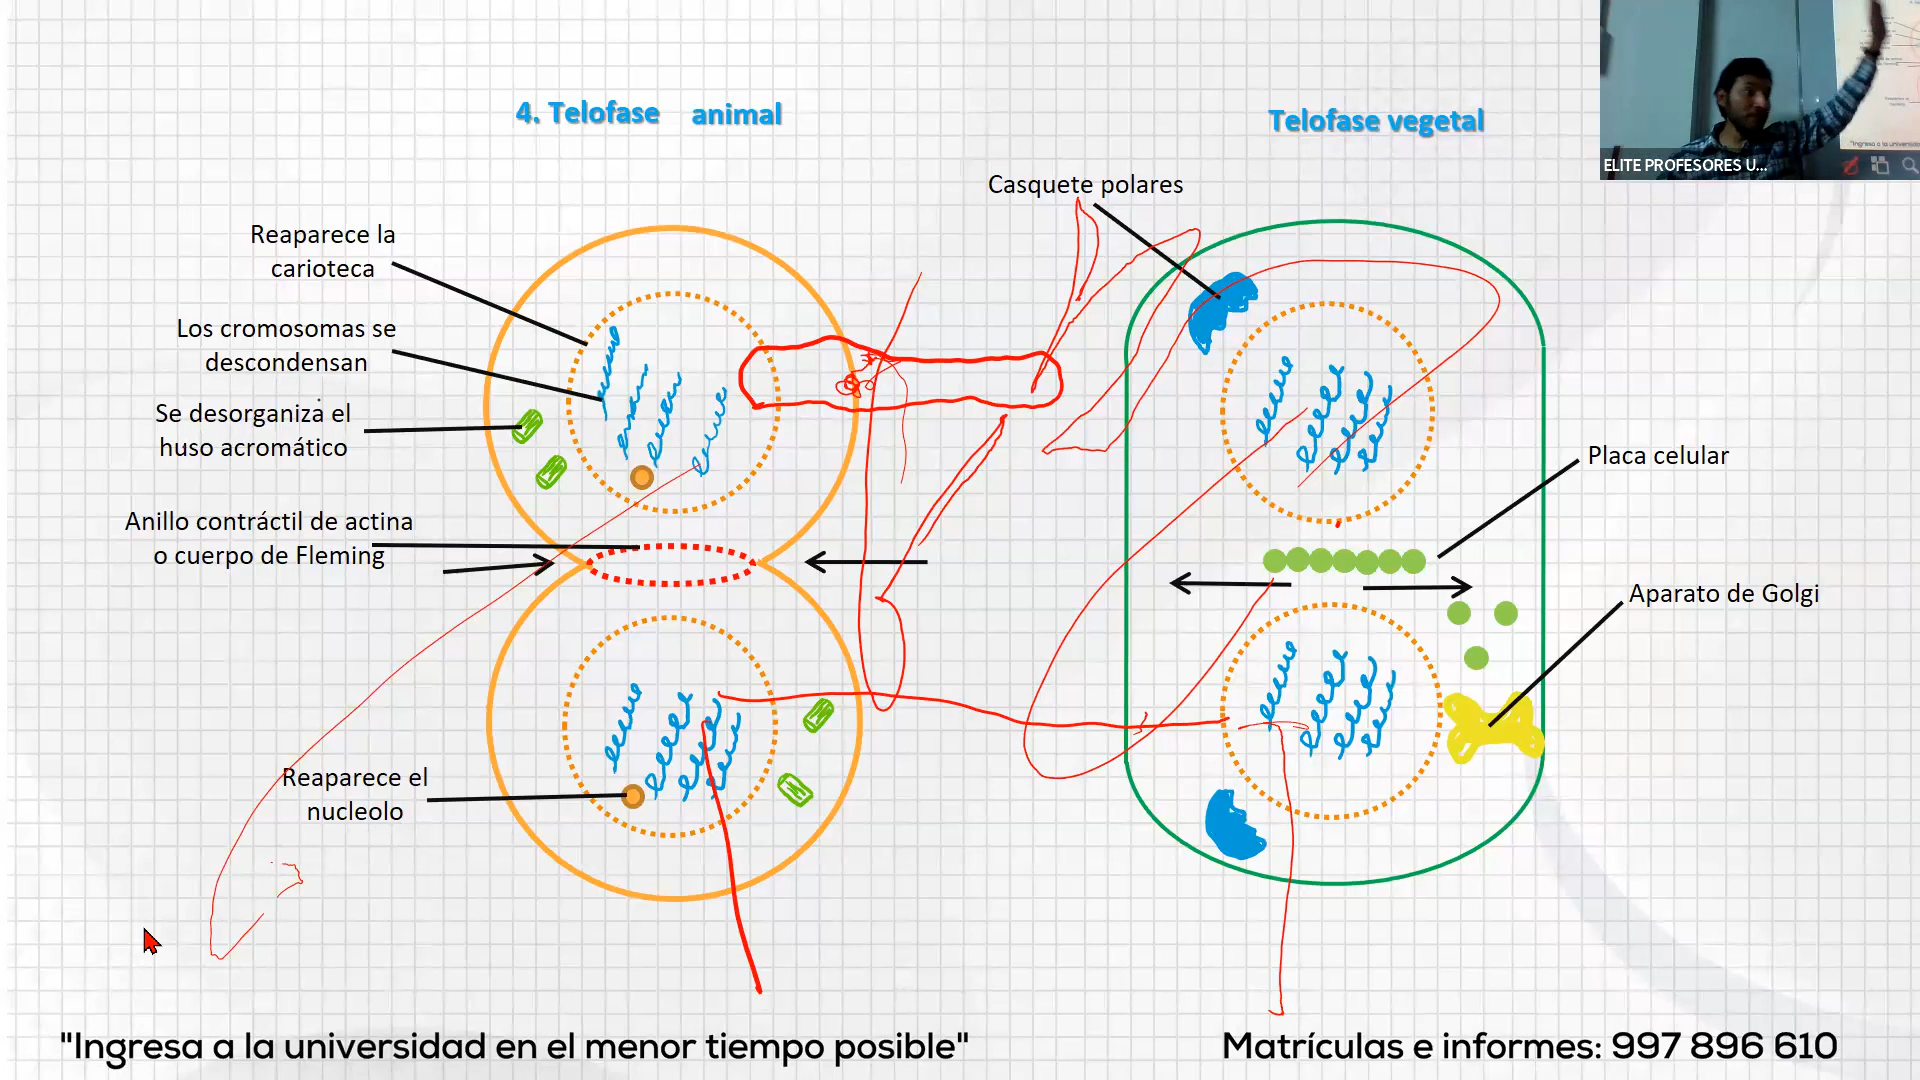 4. Telofase animal
Telofase vegetal
ELITE PROFESORES U...
Casquete polares
Reaparece la
carioteca
Los cromosomas se
descondensan
Se desorganiza el
huso acromático
Placa celular
Anillo contráctil de actina
o cuerpo de Fleming
Aparato de Golgi
Reaparece el
nucleolo
"Ingresa a la universidad en el menor tiempo posible"
Matrículas e informes: 997 896 610